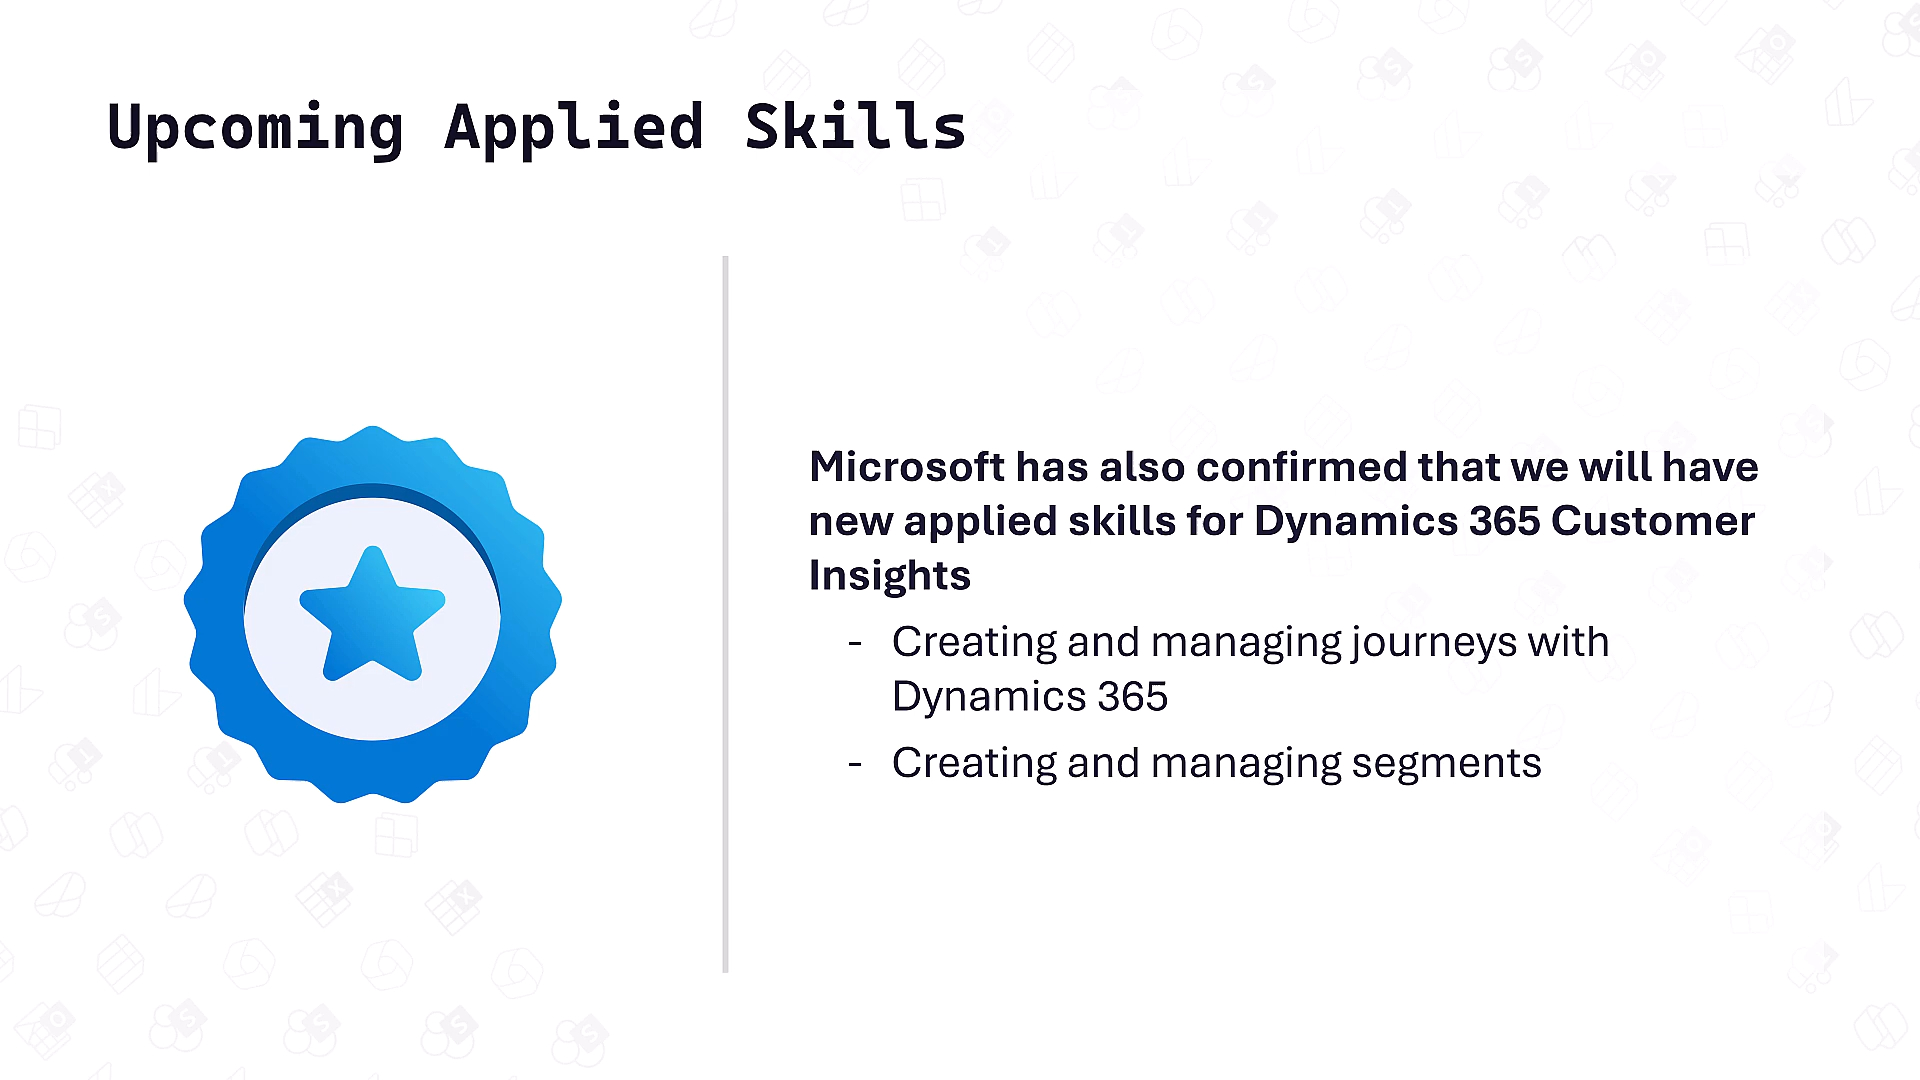 Upcoming Applied Skills
Microsoft has also confirmed that we will have
new applied skills for Dynamics 365 Customer
Insights
- Creating and managing journeys with
Dynamics 365
- Creating and managing segments